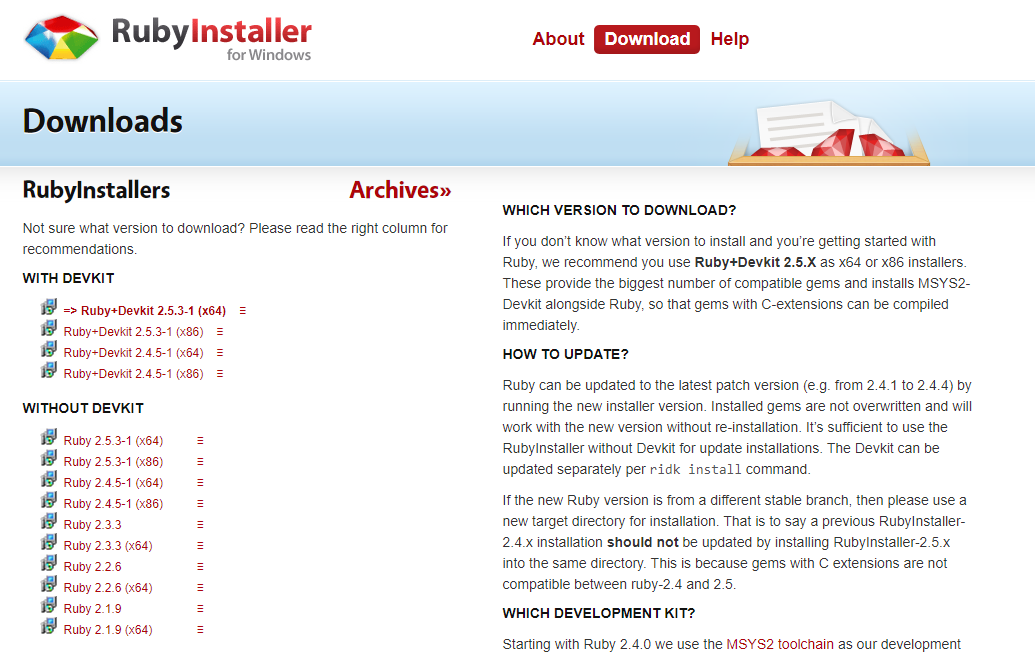 RubyInstaller
for Windows
About Download Help
Downloads
RubyInstallers Archives»
Not sure what version to download? Please read the right column for
recommendations.
WITH DEVKIT
=> Ruby+Devkit 2.5.3-1 (x64)
Ruby+Devkit 2.5.3-1 (x86)
Ruby+Devkit 2.4.5-1 (x64)
Ruby+Devkit 2.4.5-1 (x86)
WITHOUT DEVKIT
Ruby 2.5.3-1 (x64)
Ruby 2.5.3-1 (x86)
Ruby 2.4.5-1 (x64)
Ruby 2.4.5-1 (x86)
Ruby 2.3.3
Ruby 2.3.3 (x64)
Ruby 2.2.6
Ruby 2.2.6 (x64)
Ruby 2.1.9
Ruby 2.1.9 (x64)
WHICH VERSION TO DOWNLOAD?
If you don’t know what version to install and you’re getting started with
Ruby, we recommend you use Ruby+Devkit 2.5.X as x64 or x86 installers.
These provide the biggest number of compatible gems and installs MSYS2-
Devkit alongside Ruby, so that gems with C-extensions can be compiled
immediately.
HOW TO UPDATE?
Ruby can be updated to the latest patch version (e.g. from 2.4.1 to 2.4.4) by
running the new installer version. Installed gems are not overwritten and will
work with the new version without re-installation. It’s sufficient to use the
RubyInstaller without Devkit for update installations. The Devkit can be
updated separately per ridk install command.
If the new Ruby version is from a different stable branch, then please use a
new target directory for installation. That is to say a previous RubyInstaller-
2.4.x installation should not be updated by installing RubyInstaller-2.5.x
into the same directory. This is because gems with C extensions are not
compatible between ruby-2.4 and 2.5.
WHICH DEVELOPMENT KIT?
Starting with Ruby 2.4.0 we use the MSYS2 toolchain as our development